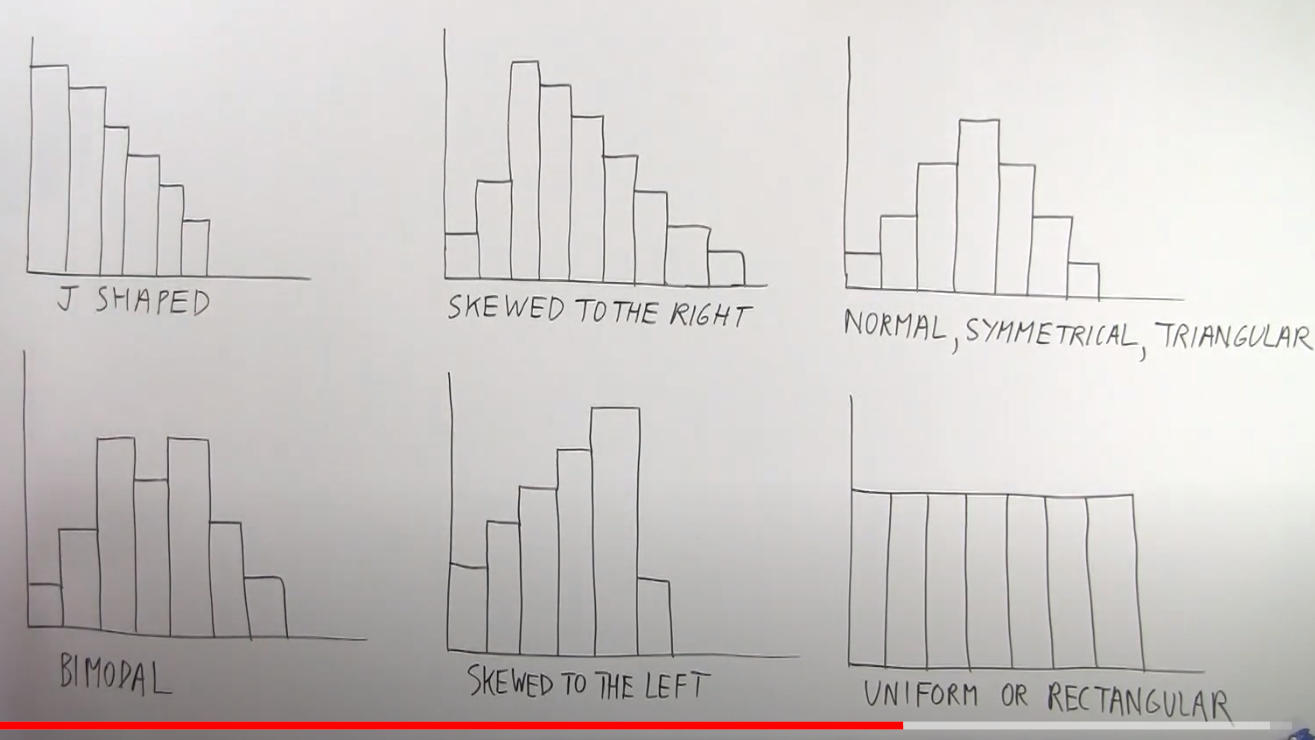 J SHAPED
SKEWED TO THE RIGHT
NORMAL, SYMMETRICAL, TRIANGULAR
BIMODAL
SKEWED TO THE LEFT
UNIFORM OR RECTANGULAR